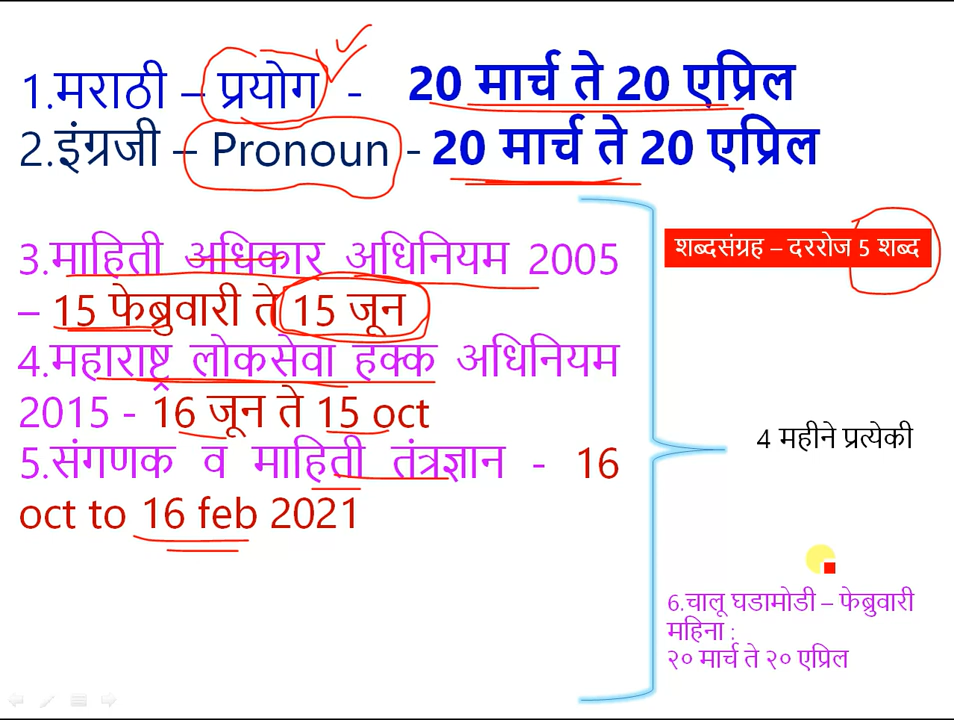 1.मराठी – प्रयोग - 20 मार्च ते 20 एप्रिल
2.इंग्रजी – Pronoun - 20 मार्च ते 20 एप्रिल
3.माहिती अधिकार अधिनियम 2005
– 15 फेब्रुवारी ते 15 जून
4.महाराष्ट्र लोकसेवा हक्क अधिनियम
2015 - 16 जून ते 15 oct
5.संगणक व माहिती तंत्रज्ञान - 16
oct to 16 feb 2021
शब्दसंग्रह – दररोज 5 शब्द
4 महीने प्रत्येकी
6.चालू घडामोडी – फेब्रुवारी
महिना :
२० मार्च ते २० एप्रिल